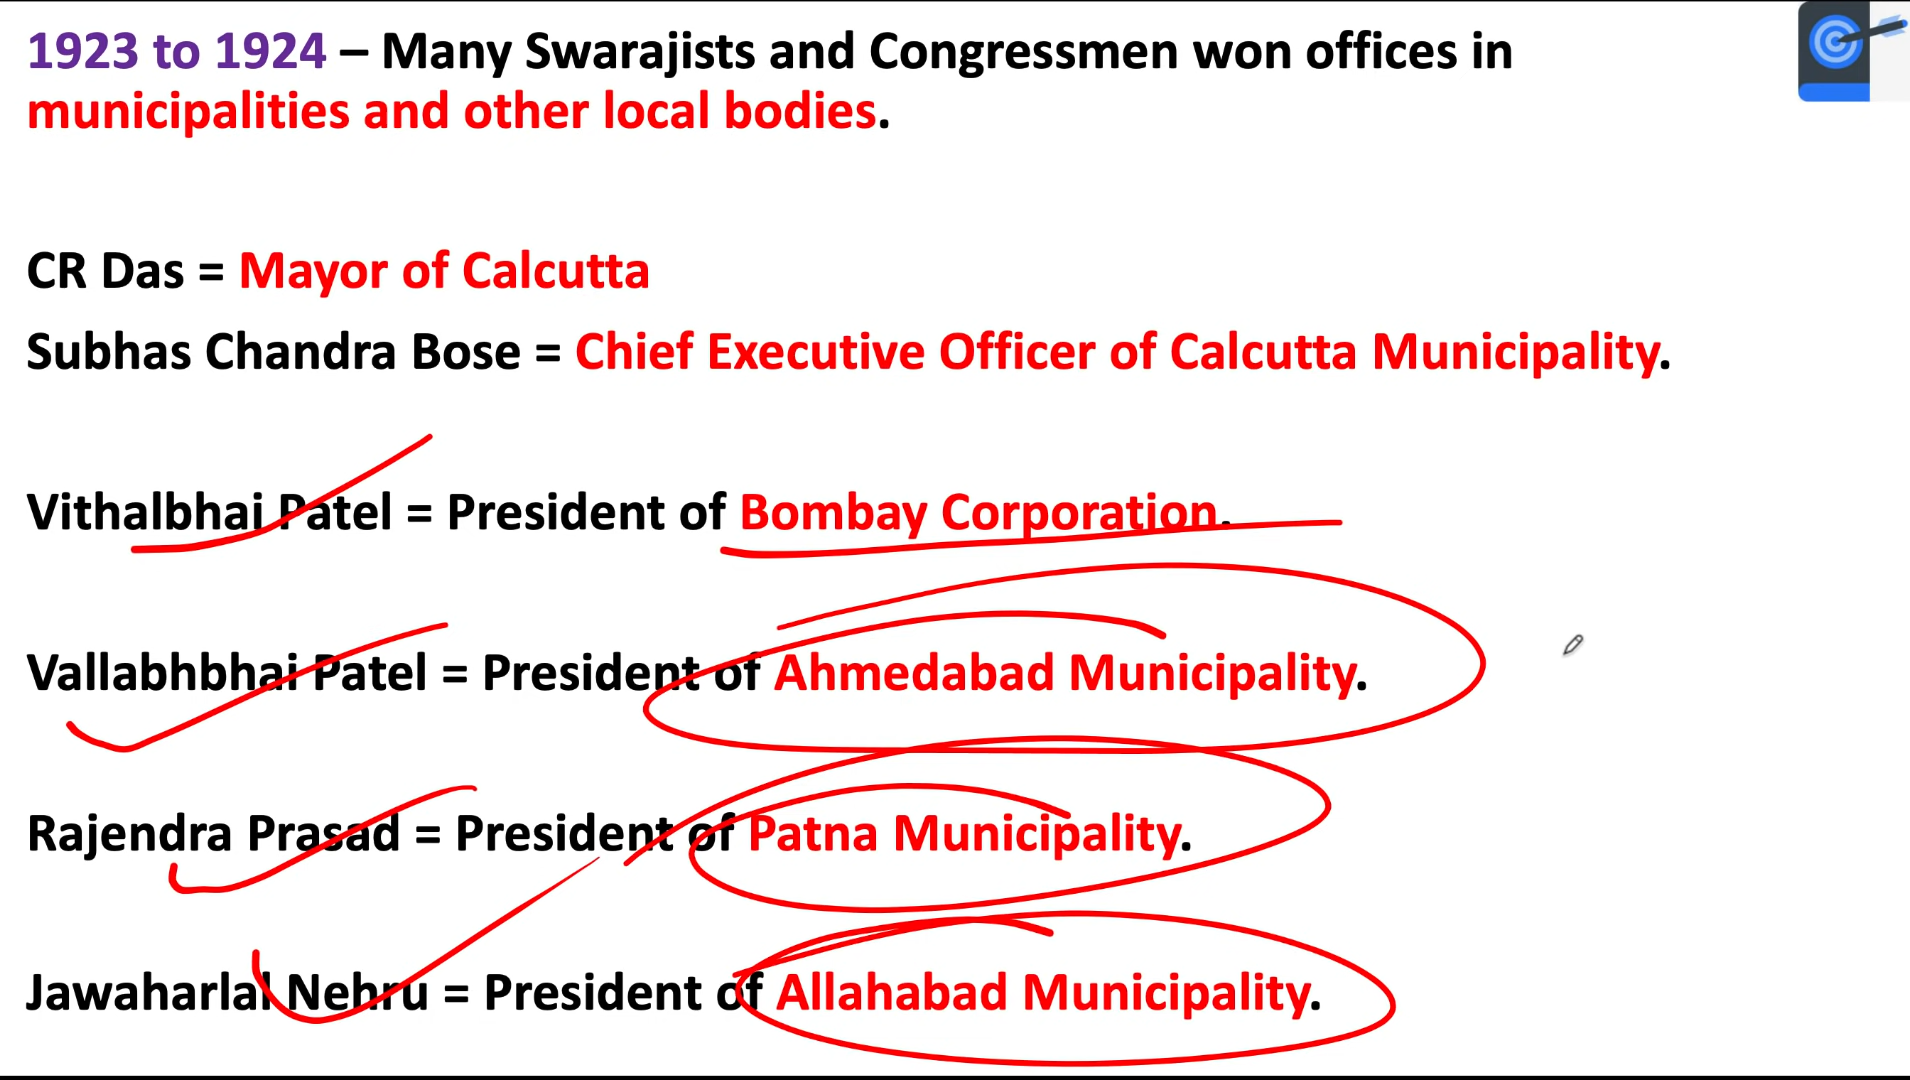 1923 to 1924 – Many Swarajists and Congressmen won offices in
municipalities and other local bodies.
CR Das = Mayor of Calcutta
Subhas Chandra Bose = Chief Executive Officer of Calcutta Municipality.
Vithalbhai Patel = President of Bombay Corporation.
Vallabhbhai Patel = President of Ahmedabad Municipality.
Rajendra Prasad = President of Patna Municipality.
Jawaharlal Nehru = President of Allahabad Municipality.